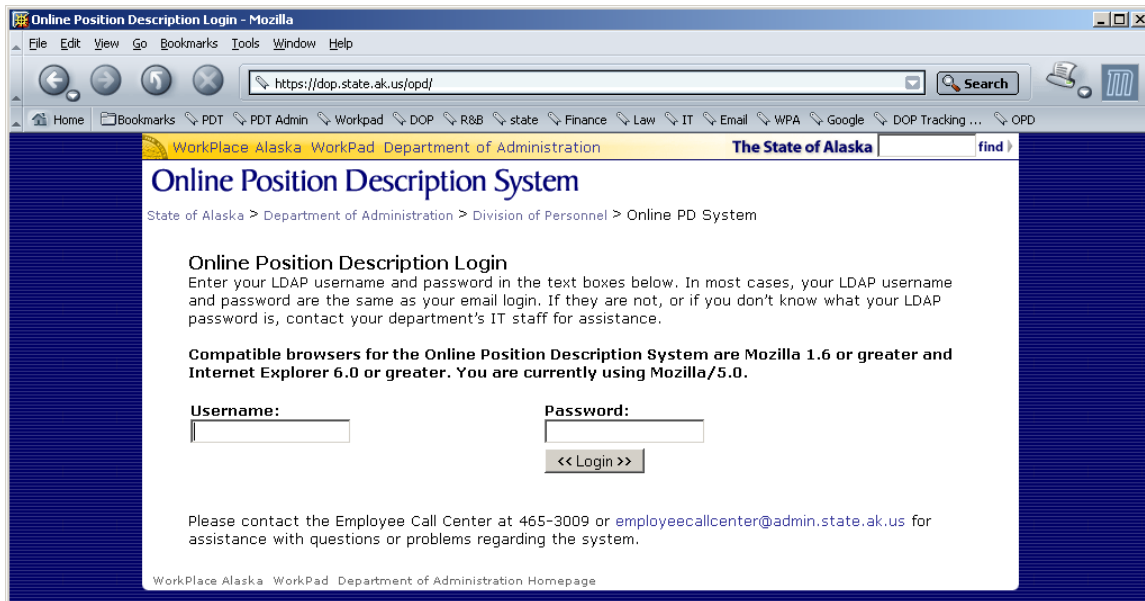 Online Position Description Login - Mozilla
File Edit View Go Bookmarks Tools Window Help
https://dop.state.ak.us/opd/ Search
Home Bookmarks PDT PDT Admin Workpad DOP R&B state Finance Law IT Email WPA Google DOP Tracking ... OPD
WorkPlace Alaska WorkPad Department of Administration The State of Alaska find
Online Position Description System
State of Alaska > Department of Administration > Division of Personnel > Online PD System
Online Position Description Login
Enter your LDAP username and password in the text boxes below. In most cases, your LDAP username
and password are the same as your email login. If they are not, or if you don't know what your LDAP
password is, contact your department's IT staff for assistance.
Compatible browsers for the Online Position Description System are Mozilla 1.6 or greater and
Internet Explorer 6.0 or greater. You are currently using Mozilla/5.0.
Username: Password:
<< Login >>
Please contact the Employee Call Center at 465-3009 or employeecallcenter@admin.state.ak.us for
assistance with questions or problems regarding the system.
WorkPlace Alaska WorkPad Department of Administration Homepage